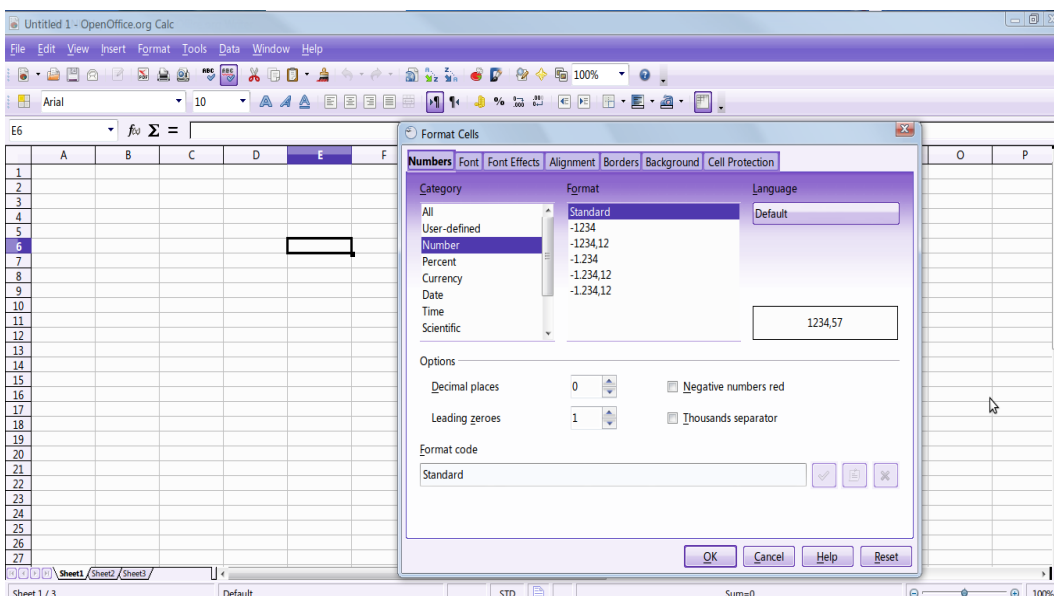 Untitled 1 - OpenOffice.org Calc
File Edit View Insert Format Tools Data Window Help
100%
Arial 10
E6 f(x) Σ =
Format Cells
A B C D E F O P
Numbers Font Font Effects Alignment Borders Background Cell Protection
Category Format Language
All Standard Default
User-defined -1234
Number -1234,12
Percent -1.234
Currency -1.234,12
Date -1.234,12
Time
Scientific
1234,57
Options
Decimal places 0 Negative numbers red
Leading zeroes 1 Thousands separator
Format code
Standard
OK Cancel Help Reset
1
2
3
4
5
6
7
8
9
10
11
12
13
14
15
16
17
18
19
20
21
22
23
24
25
26
27
Sheet1 Sheet2 Sheet3
Sheet 1 / 3 Default STD Sum=0 100%